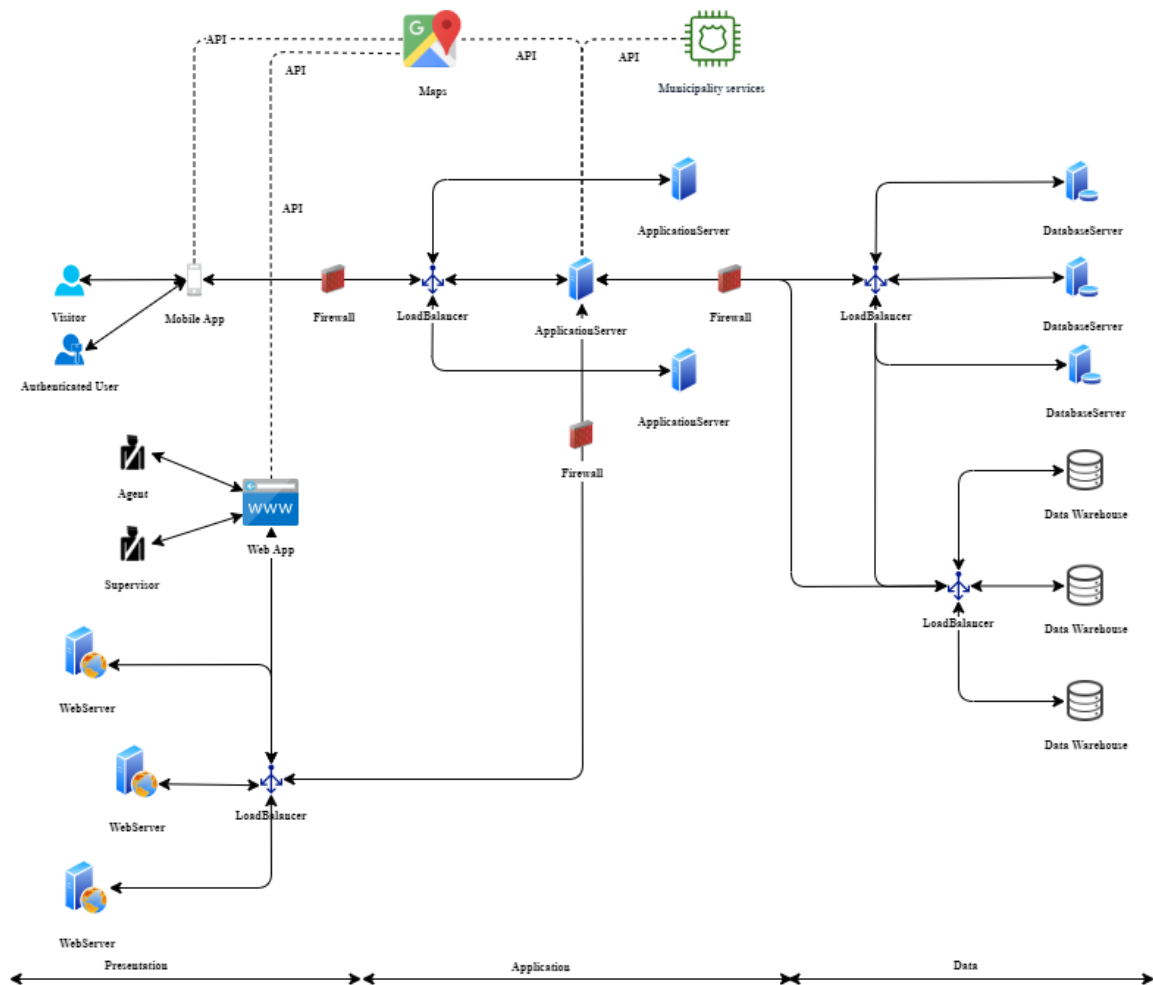 API
API
API
API
Maps
Municipality services
API
ApplicationServer
DatabaseServer
Visitor
Mobile App
Firewall
LoadBalancer
ApplicationServer
Firewall
LoadBalancer
DatabaseServer
Authenticated User
DatabaseServer
ApplicationServer
Firewall
Agent
WWW
Web App
Data Warehouse
Supervisor
LoadBalancer
Data Warehouse
WebServer
Data Warehouse
WebServer
LoadBalancer
WebServer
Presentation
Application
Data